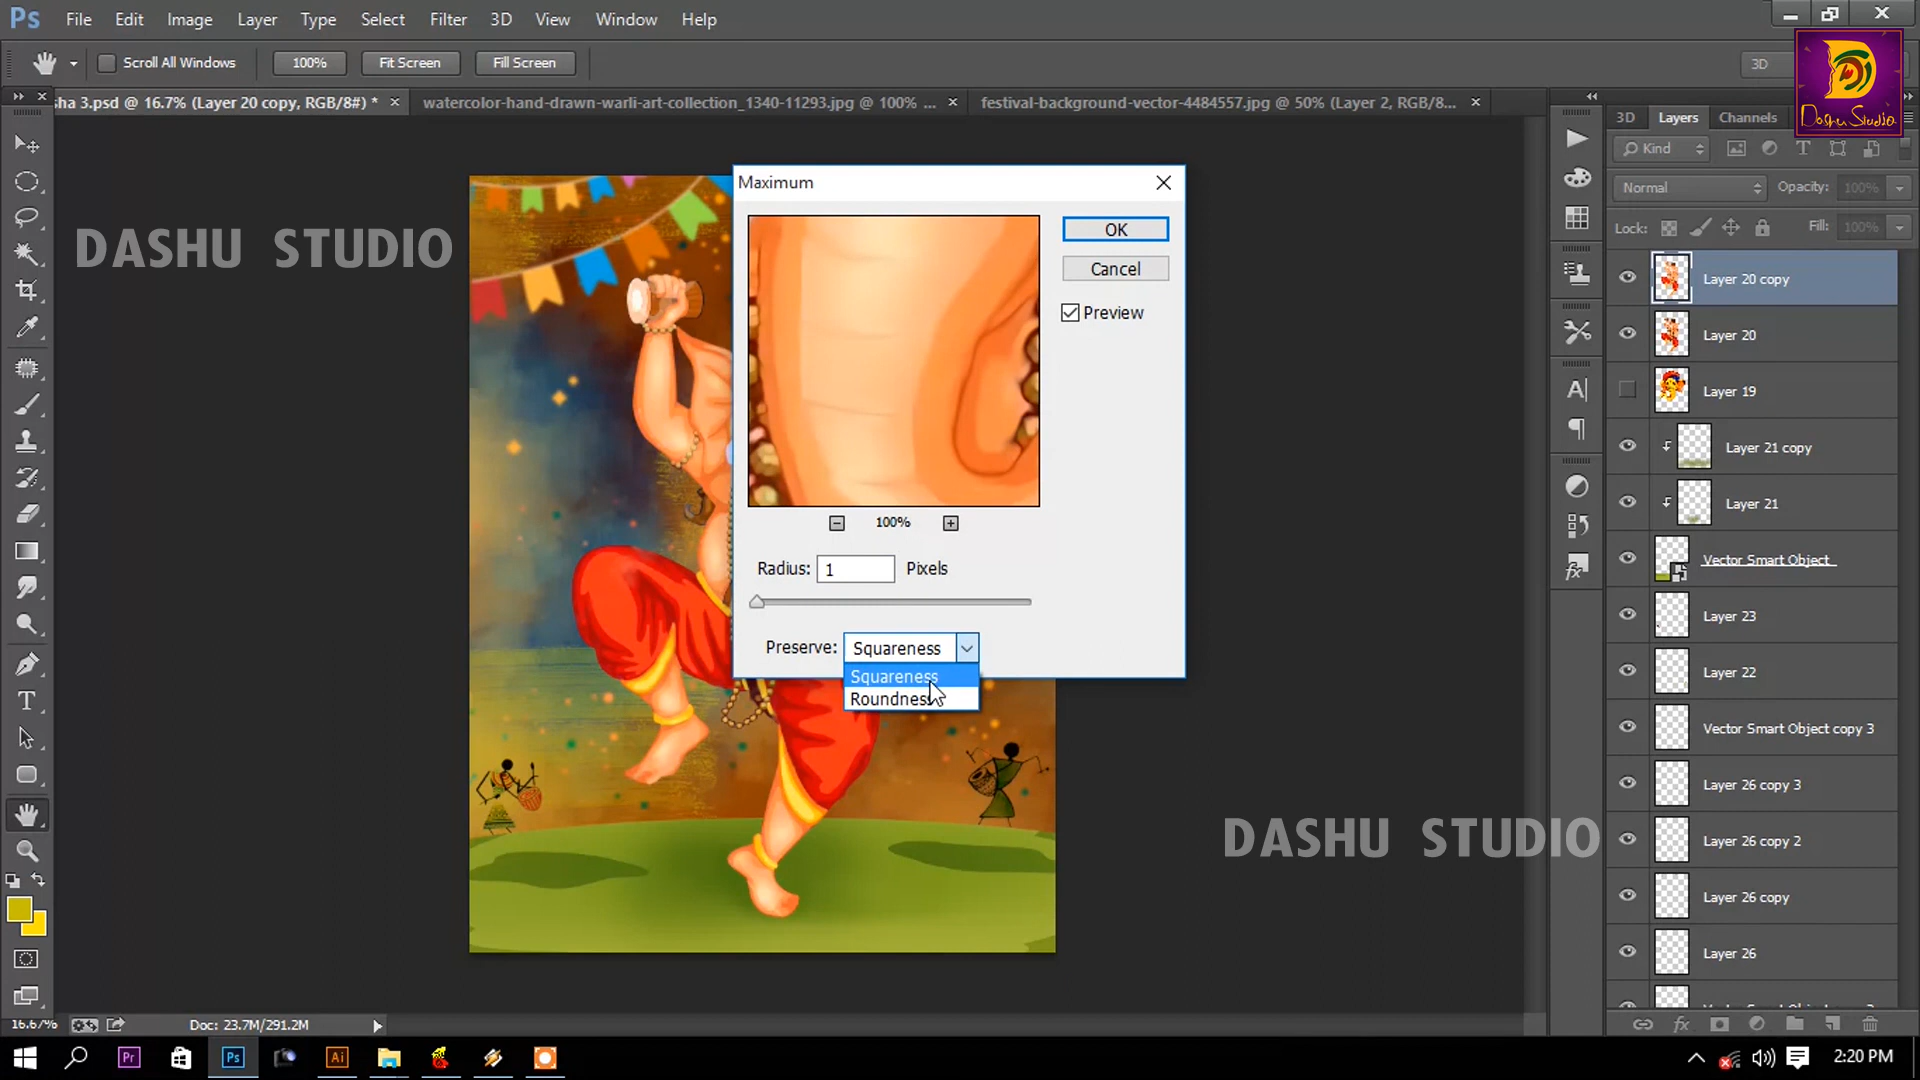 Ps File Edit Image Layer Type Select Filter 3D View Window Help
Scroll All Windows 100% Fit Screen Fill Screen 3D
Dashu Studio
sha 3.psd @ 16.7% (Layer 20 copy, RGB/8#) * watercolor-hand-drawn-warli-art-collection_1340-11293.jpg @ 100% ... festival-background-vector-4484557.jpg @ 50% (Layer 2, RGB/8...
DASHU STUDIO
Maximum
OK
Cancel
Preview
100%
Radius: 1 Pixels
Preserve: Squareness
Squareness
Roundness
DASHU STUDIO
3D Layers Channels
Kind
Normal Opacity: 100%
Lock: Fill: 100%
Layer 20 copy
Layer 20
Layer 19
Layer 21 copy
Layer 21
Vector Smart Object
Layer 23
Layer 22
Vector Smart Object copy 3
Layer 26 copy 3
Layer 26 copy 2
Layer 26 copy
Layer 26
16.67% Doc: 23.7M/291.2M
Pr Ps Ai 2:20 PM